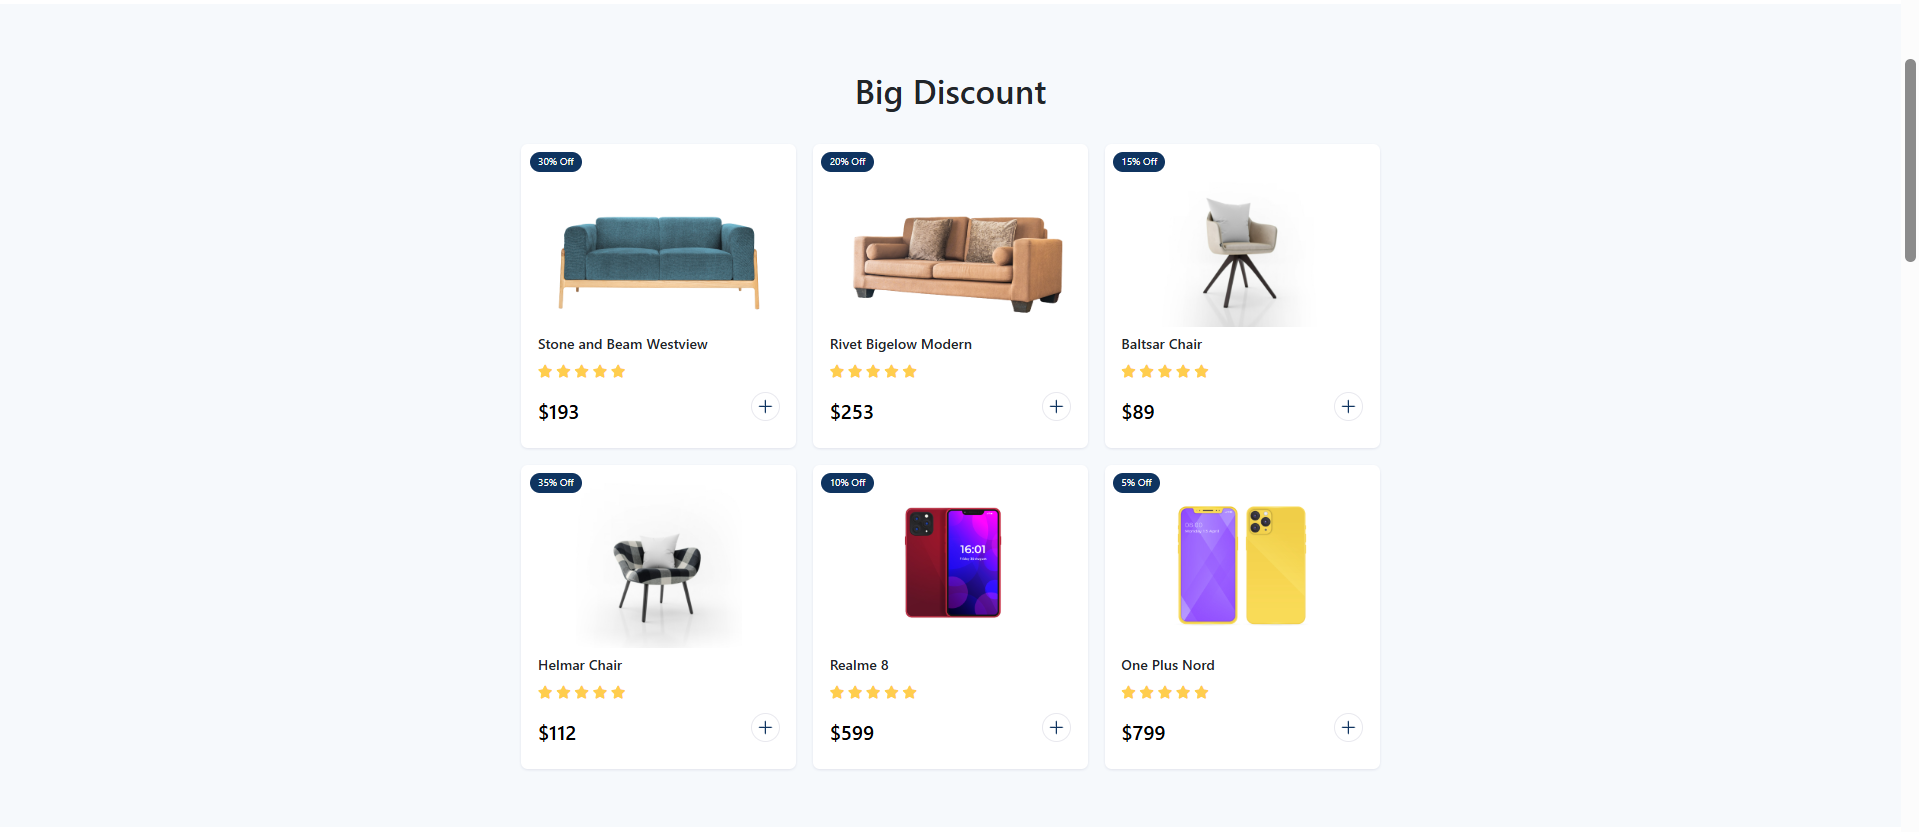 Big Discount
30% Off
Stone and Beam Westview
$193
20% Off
Rivet Bigelow Modern
$253
15% Off
Baltsar Chair
$89
35% Off
Helmar Chair
$112
10% Off
16:01
Realme 8
$599
5% Off
One Plus Nord
$799